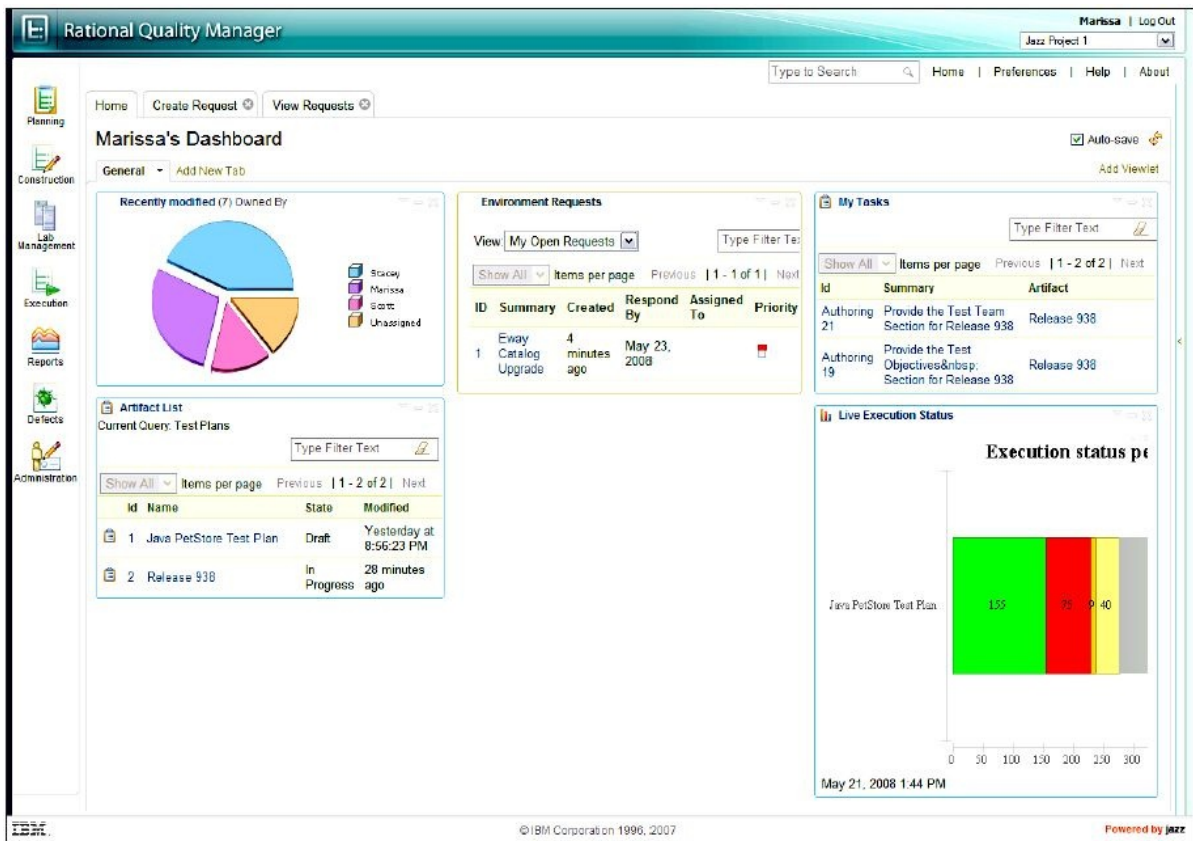 Rational Quality Manager
Marissa | Log Out
Jazz Project 1
Type to Search
Home | Preferences | Help | About
Planning
Construction
Lab
Management
Execution
Reports
Defects
Administration
Home
Create Request
View Requests
Marissa's Dashboard
Auto-save
General
Add New Tab
Add Viewlet
Recently modified (7) Owned By
Stacey
Marissa
Scott
Unassigned
Environment Requests
View: My Open Requests
Type Filter Te
Show All Items per page Previous | 1 - 1 of 1 | Next
ID Summary Created Respond By Assigned To Priority
1 Eway Catalog Upgrade 4 minutes ago May 23, 2008
My Tasks
Type Filter Text
Show All Items per page Previous | 1 - 2 of 2 | Next
Id Summary Artifact
Authoring 21 Provide the Test Team Section for Release 938 Release 938
Authoring 19 Provide the Test Objectives&nbsp; Section for Release 938 Release 938
Artifact List
Current Query: Test Plans
Type Filter Text
Show All Items per page Previous | 1 - 2 of 2 | Next
Id Name State Modified
1 Java PetStore Test Plan Draft Yesterday at 8:56:23 PM
2 Release 938 In Progress 28 minutes ago
Live Execution Status
Execution status pe
Java PetStore Test Plan
155 75 9 40
0 50 100 150 200 250 300
May 21, 2008 1:44 PM
IBM.
© IBM Corporation 1996, 2007
Powered by jazz